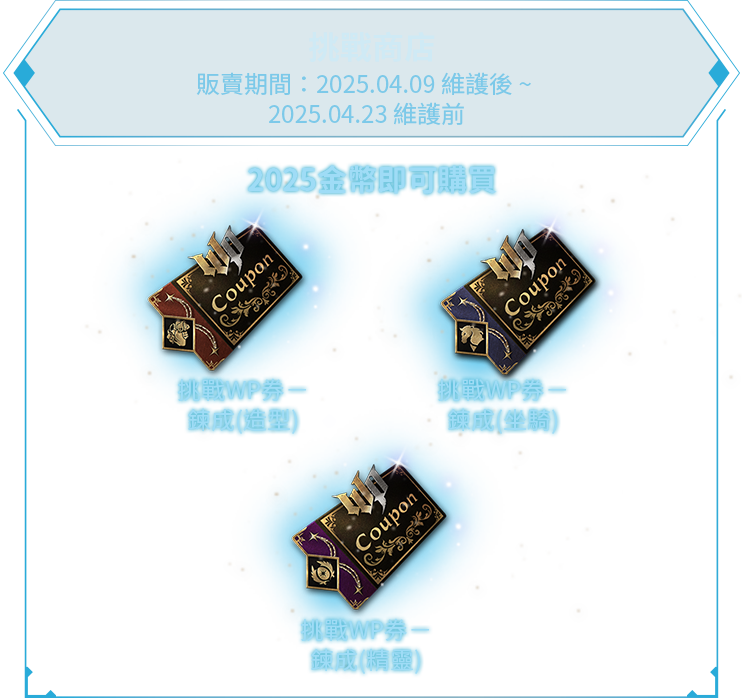 挑戰商店
販賣期間：2025.04.09 維護後 ~
2025.04.23 維護前
2025金幣即可購買
WP
Coupon
WP
Coupon
挑戰WP券－
鍊成(造型)
挑戰WP券－
鍊成(坐騎)
WP
Coupon
挑戰WP券－
鍊成(精靈)